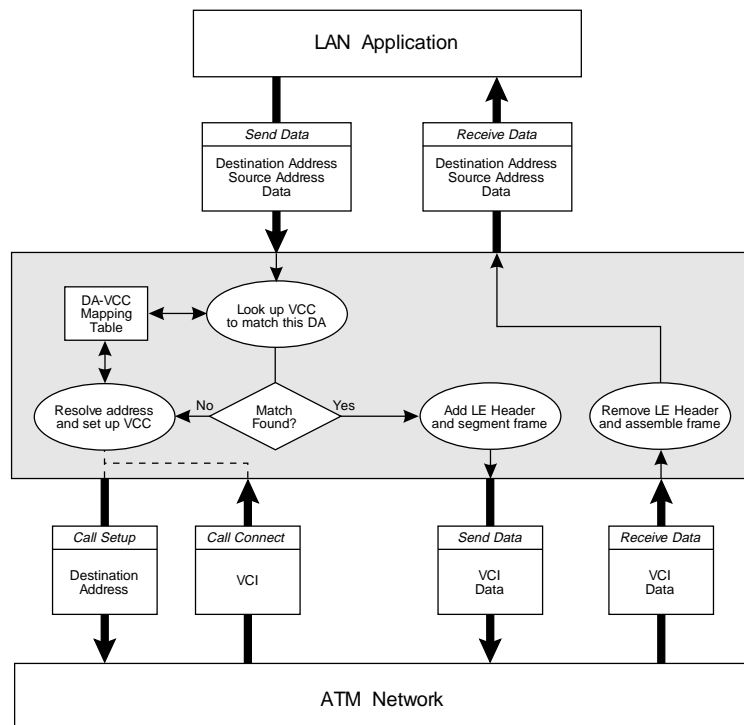 LAN Application
Send Data
Destination Address
Source Address
Data
Receive Data
Destination Address
Source Address
Data
DA-VCC
Mapping
Table
Look up VCC
to match this DA
Resolve address
and set up VCC
No
Match
Found?
Yes
Add LE Header
and segment frame
Remove LE Header
and assemble frame
Call Setup
Destination
Address
Call Connect
VCI
Send Data
VCI
Data
Receive Data
VCI
Data
ATM Network